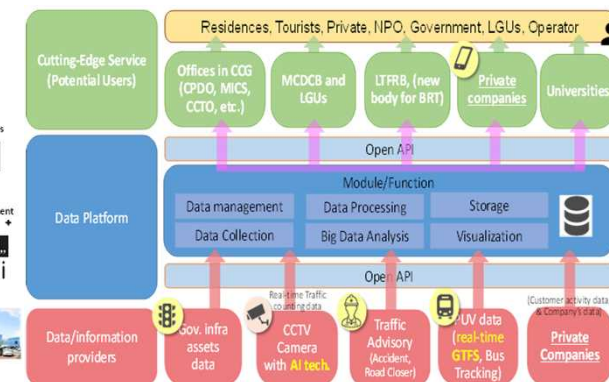 Residences, Tourists, Private, NPO, Government, LGUs, Operator
Cutting-Edge Service
(Potential Users)
Offices in CCG
(CPDO, MICS,
CCTO, etc.)
MCDCB and
LGUs
LTFRB, (new
body for BRT)
Private
companies
Universities
Open API
Data Platform
Module/Function
Data management
Data Processing
Storage
Data Collection
Big Data Analysis
Visualization
Open API
Data/information
providers
Gov. infra
assets
data
Real-time Traffic
counting data
CCTV
Camera
with AI tech.
Traffic
Advisory
(Accident,
Road Closer)
PUV data
(real-time
GTFS, Bus
Tracking)
(Customer activity data
& Company's data)
Private
Companies